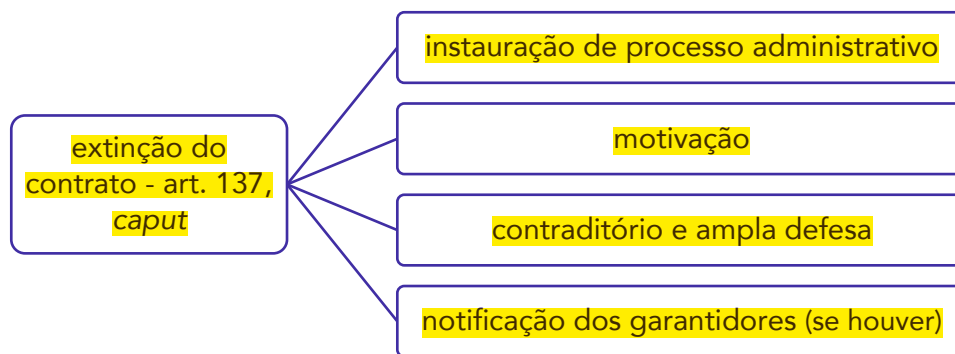 extinção do
contrato - art. 137,
caput
instauração de processo administrativo
motivação
contraditório e ampla defesa
notificação dos garantidores (se houver)